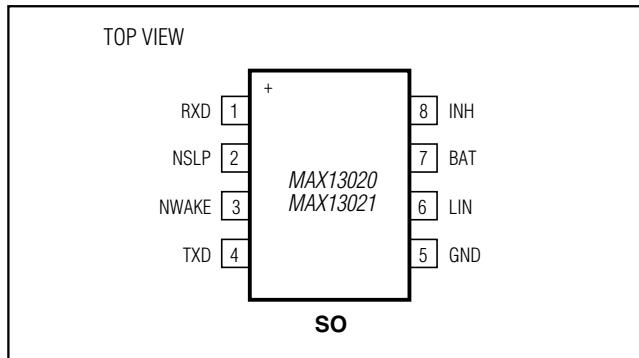 TOP VIEW
+
RXD 1
8 INH
NSLP 2
7 BAT
MAX13020
MAX13021
NWAKE 3
6 LIN
TXD 4
5 GND
SO